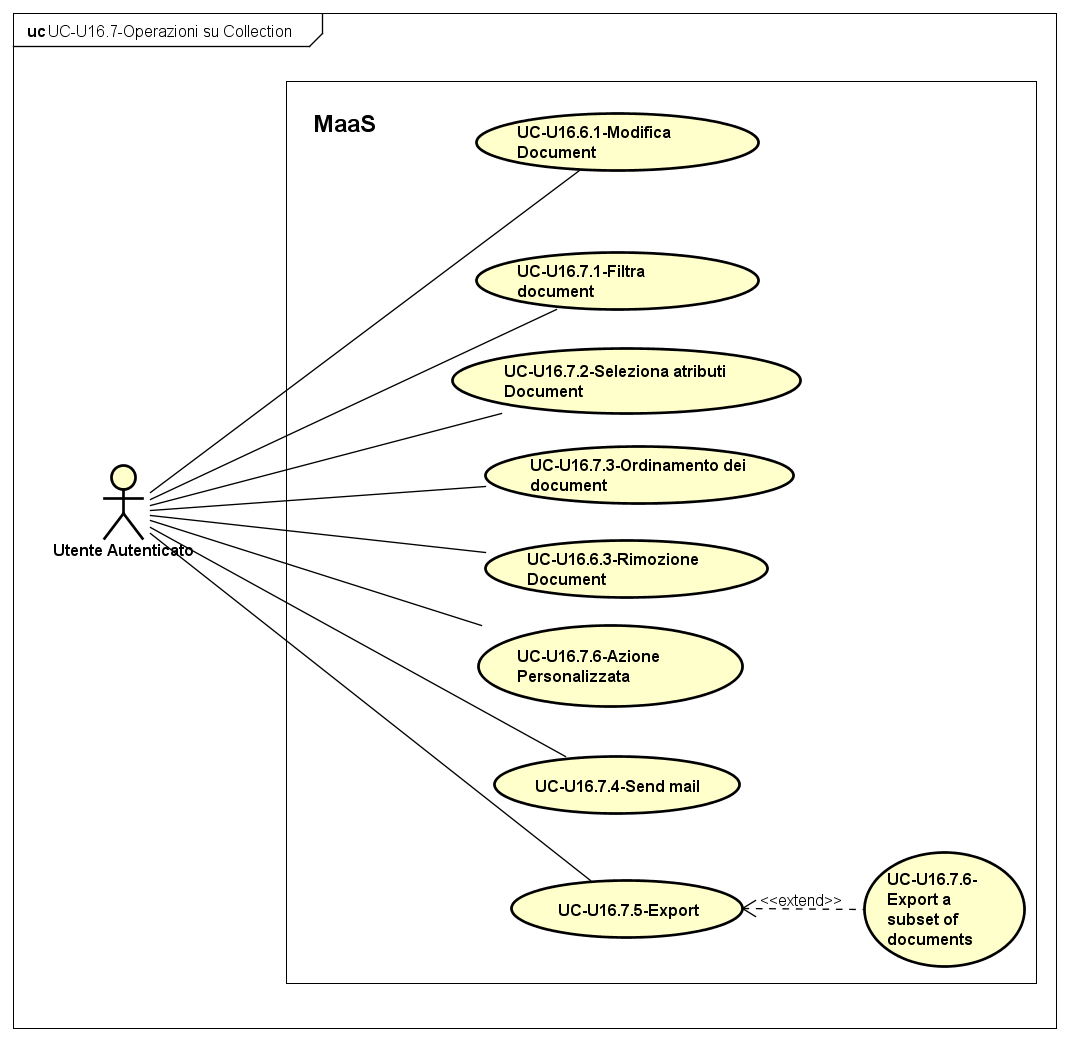 uc UC-U16.7-Operazioni su Collection
MaaS
UC-U16.6.1-Modifica
Document
UC-U16.7.1-Filtra
document
UC-U16.7.2-Seleziona atributi
Document
UC-U16.7.3-Ordinamento dei
document
Utente Autenticato
UC-U16.6.3-Rimozione
Document
UC-U16.7.6-Azione
Personalizzata
UC-U16.7.4-Send mail
UC-U16.7.5-Export
<<extend>>
UC-U16.7.6-
Export a
subset of
documents